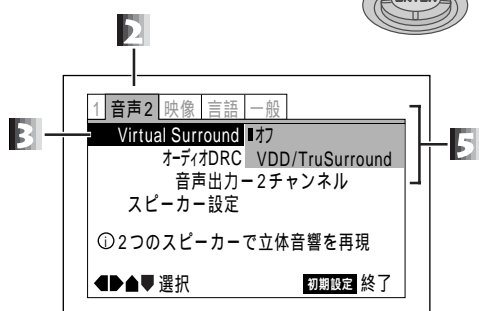 2
1 音声2 映像 言語 一般
3
Virtual Surround ▮オフ
5
オーディオDRC VDD/TruSurround
音声出力ー2チャンネル
スピーカー設定
ⓘ2つのスピーカーで立体音響を再現
◀▶▲▼選択 初期設定 終了